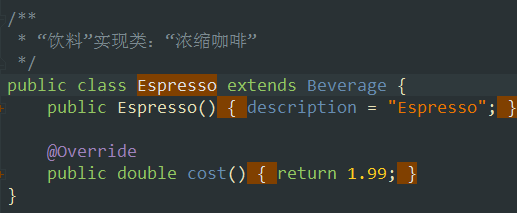 /**
 * “饮料”实现类：“浓缩咖啡”
 */
public class Espresso extends Beverage {
    public Espresso() { description = "Espresso"; }

    @Override
    public double cost() { return 1.99; }
}